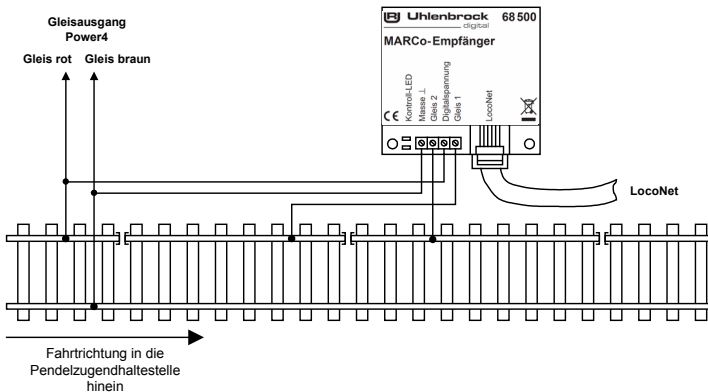 Gleisausgang
Power4
Gleis rot Gleis braun
Uhlenbrock
digital
68 500
MARCo-Empfänger
Kontroll-LED
Masse ⊥
Gleis 2
Digitalspannung
Gleis 1
LocoNet
CE
LocoNet
Fahrtrichtung in die
Pendelzugendhaltestelle
hinein